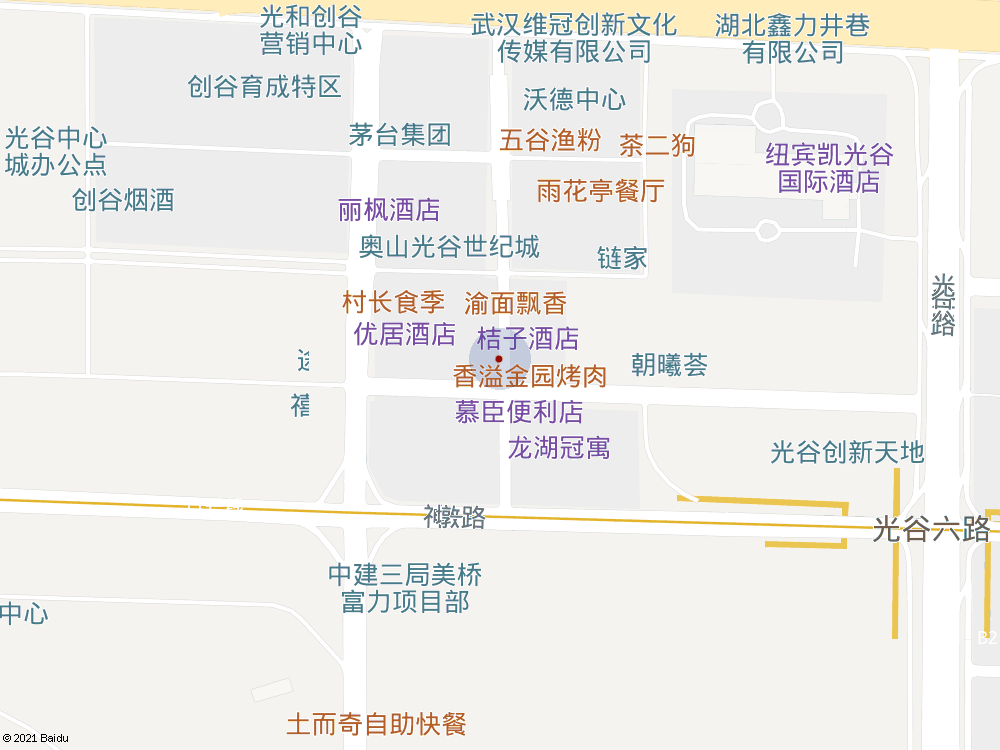 光和创谷
营销中心
武汉维冠创新文化
传媒有限公司
湖北鑫力井巷
有限公司
创谷育成特区
沃德中心
光谷中心
城办公点
茅台集团
五谷渔粉
茶二狗
纽宾凯光谷
国际酒店
创谷烟酒
丽枫酒店
雨花亭餐厅
奥山光谷世纪城
链家
村长食季
渝面飘香
优居酒店
桔子酒店
朝曦荟
香溢金园烤肉
慕臣便利店
龙湖冠寓
光谷创新天地
光谷六路
中建三局美桥
富力项目部
中心
B2
土而奇自助快餐
© 2021 Baidu